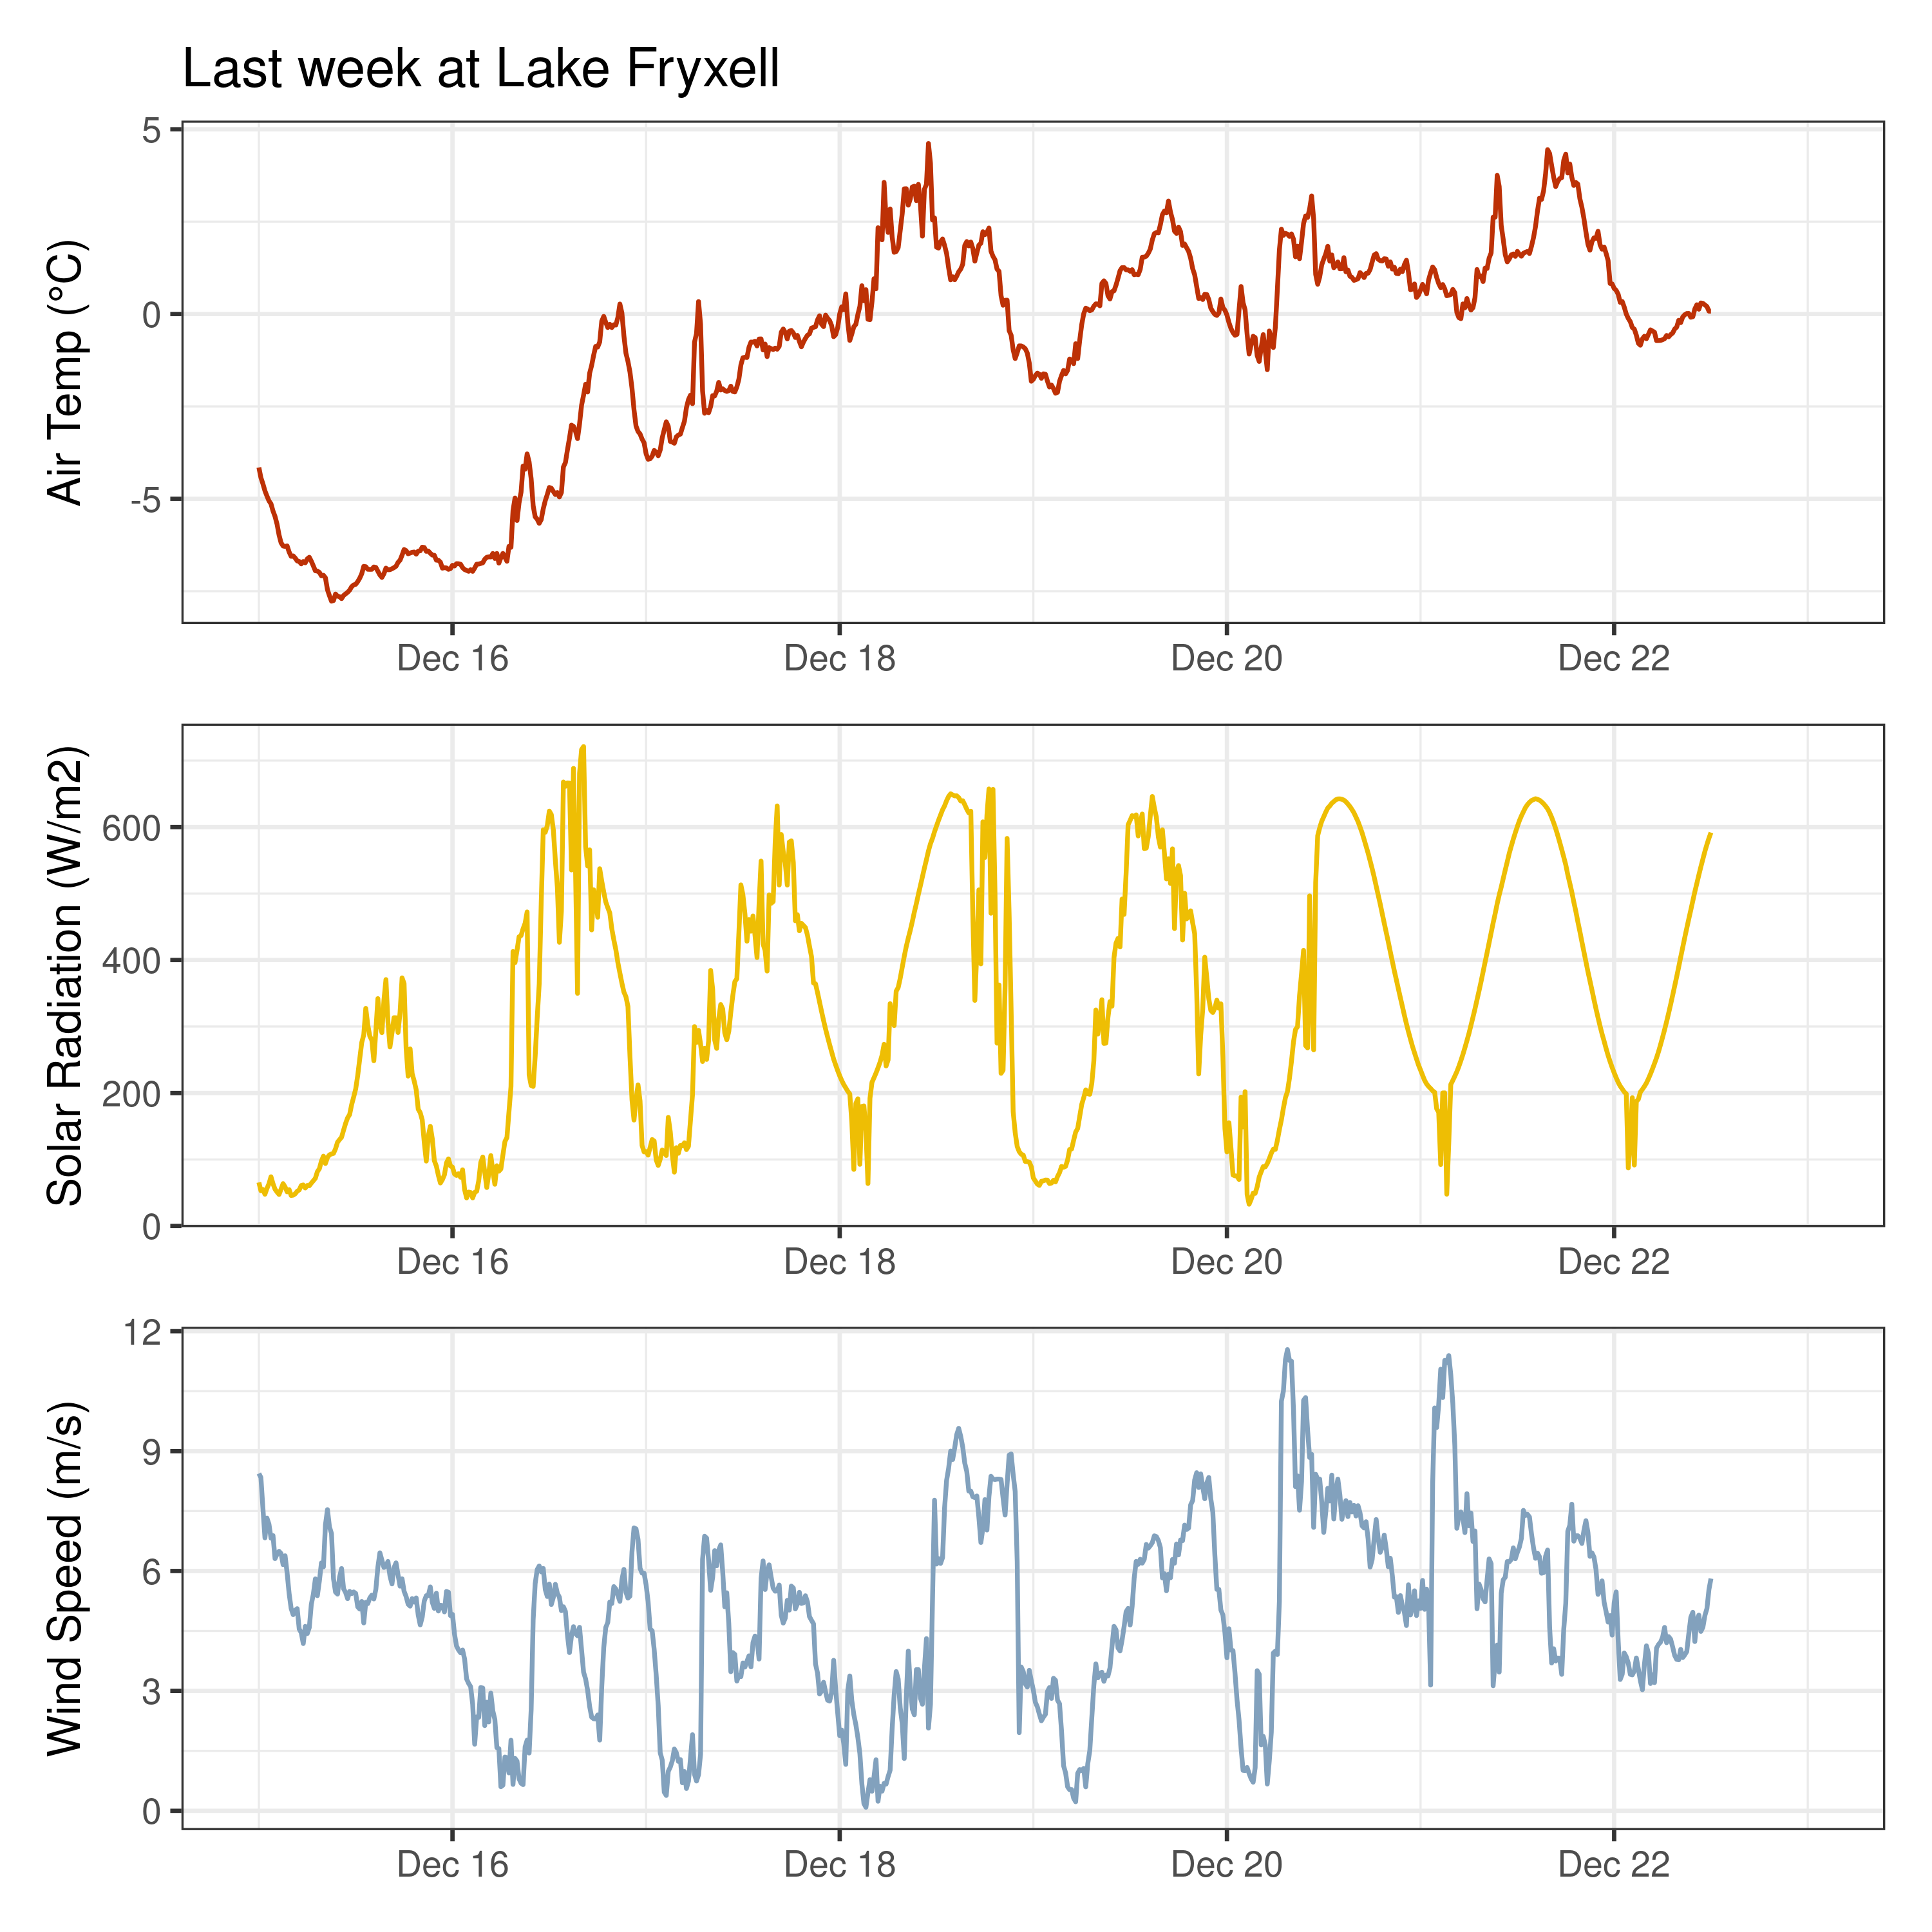 Last week at Lake Fryxell
Air Temp (°C)
5
0
-5
Dec 16 Dec 18 Dec 20 Dec 22
Solar Radiation (W/m2)
600
400
200
0
Dec 16 Dec 18 Dec 20 Dec 22
Wind Speed (m/s)
12
9
6
3
0
Dec 16 Dec 18 Dec 20 Dec 22